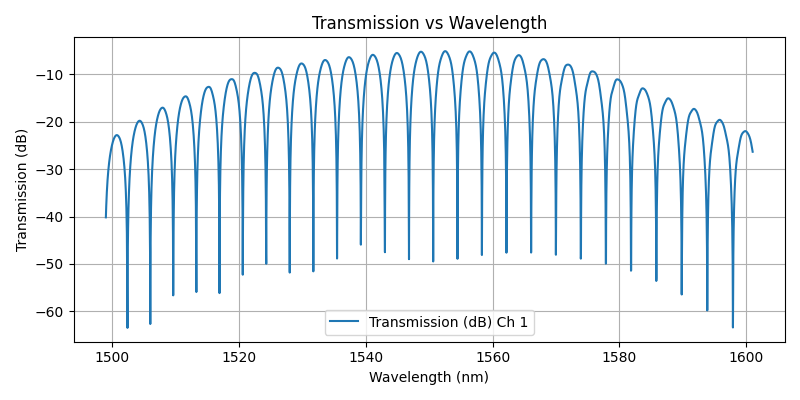 Transmission vs Wavelength
Transmission (dB)
−10
−20
−30
−40
−50
−60
Transmission (dB) Ch 1
1500 1520 1540 1560 1580 1600
Wavelength (nm)